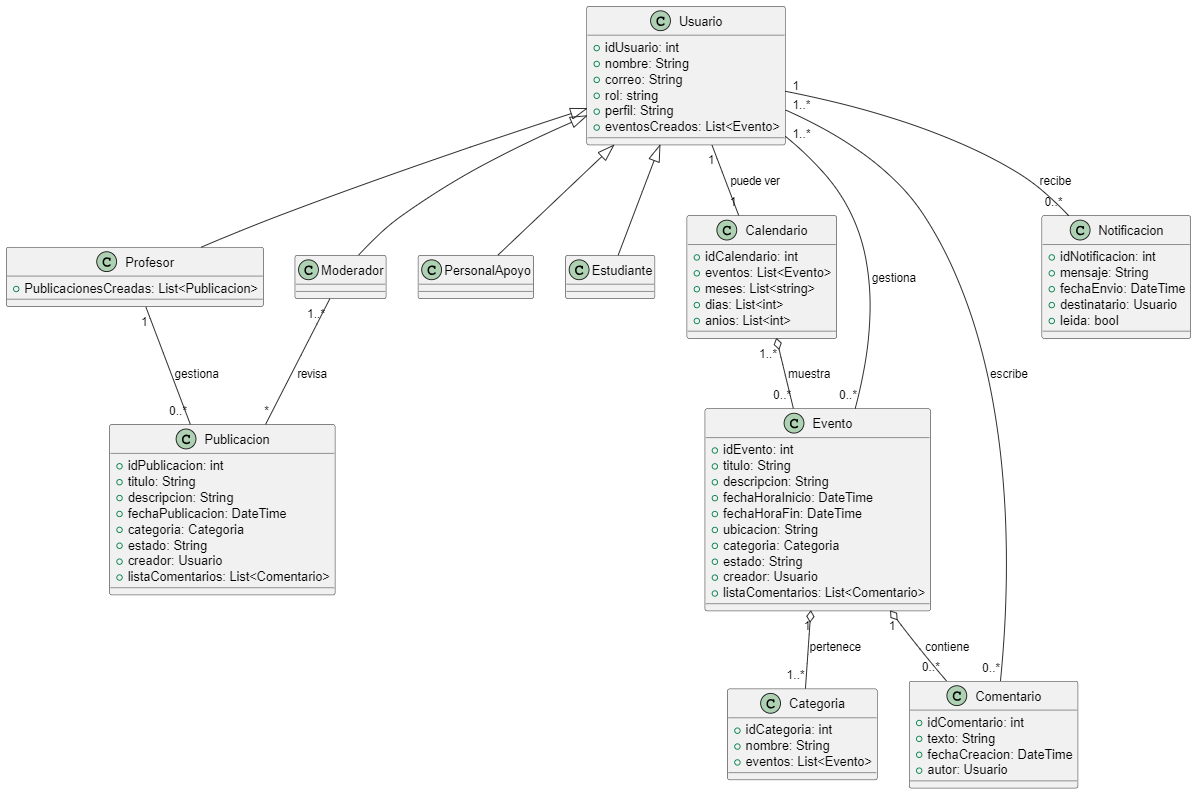 C Usuario
idUsuario: int
nombre: String
correo: String
rol: string
perfil: String
eventosCreados: List<Evento>
1
1..*
1..*
1
puede ver
1
recibe
0..*
C Profesor
PublicacionesCreadas: List<Publicacion>
C Moderador
C PersonalApoyo
C Estudiante
C Calendario
idCalendario: int
eventos: List<Evento>
meses: List<string>
dias: List<int>
anios: List<int>
gestiona
C Notificacion
idNotificacion: int
mensaje: String
fechaEnvio: DateTime
destinatario: Usuario
leida: bool
1
gestiona
0..*
1..*
revisa
*
1..*
muestra
0..*
0..*
escribe
C Publicacion
idPublicacion: int
titulo: String
descripcion: String
fechaPublicacion: DateTime
categoria: Categoria
estado: String
creador: Usuario
listaComentarios: List<Comentario>
C Evento
idEvento: int
titulo: String
descripcion: String
fechaHoraInicio: DateTime
fechaHoraFin: DateTime
ubicacion: String
categoria: Categoria
estado: String
creador: Usuario
listaComentarios: List<Comentario>
1
pertenece
1..*
1
contiene
0..*
0..*
C Categoria
idCategoria: int
nombre: String
eventos: List<Evento>
C Comentario
idComentario: int
texto: String
fechaCreacion: DateTime
autor: Usuario